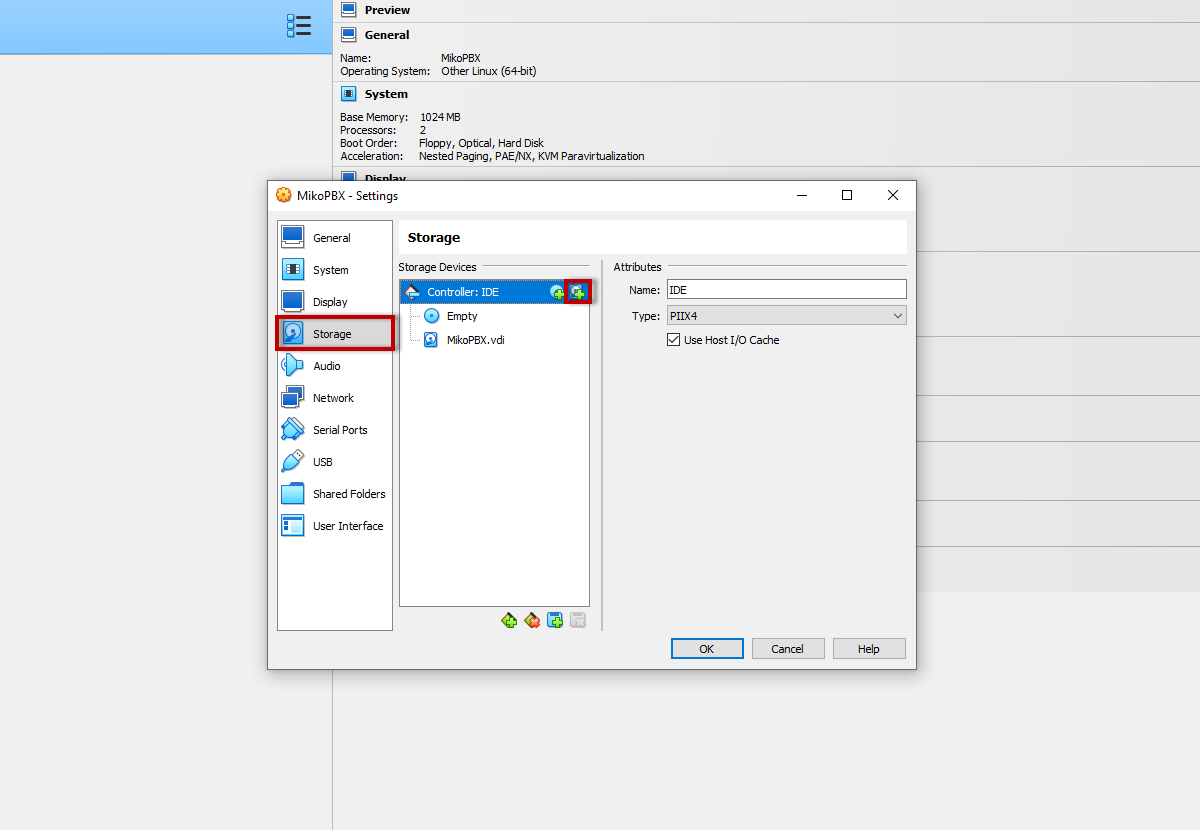 Preview
General
Name: MikoPBX
Operating System: Other Linux (64-bit)
System
Base Memory: 1024 MB
Processors: 2
Boot Order: Floppy, Optical, Hard Disk
Acceleration: Nested Paging, PAE/NX, KVM Paravirtualization
Display
MikoPBX - Settings
General
System
Display
Storage
Audio
Network
Serial Ports
USB
Shared Folders
User Interface
Storage
Storage Devices
Controller: IDE
Empty
MikoPBX.vdi
Attributes
Name: IDE
Type: PIIX4
Use Host I/O Cache
OK
Cancel
Help